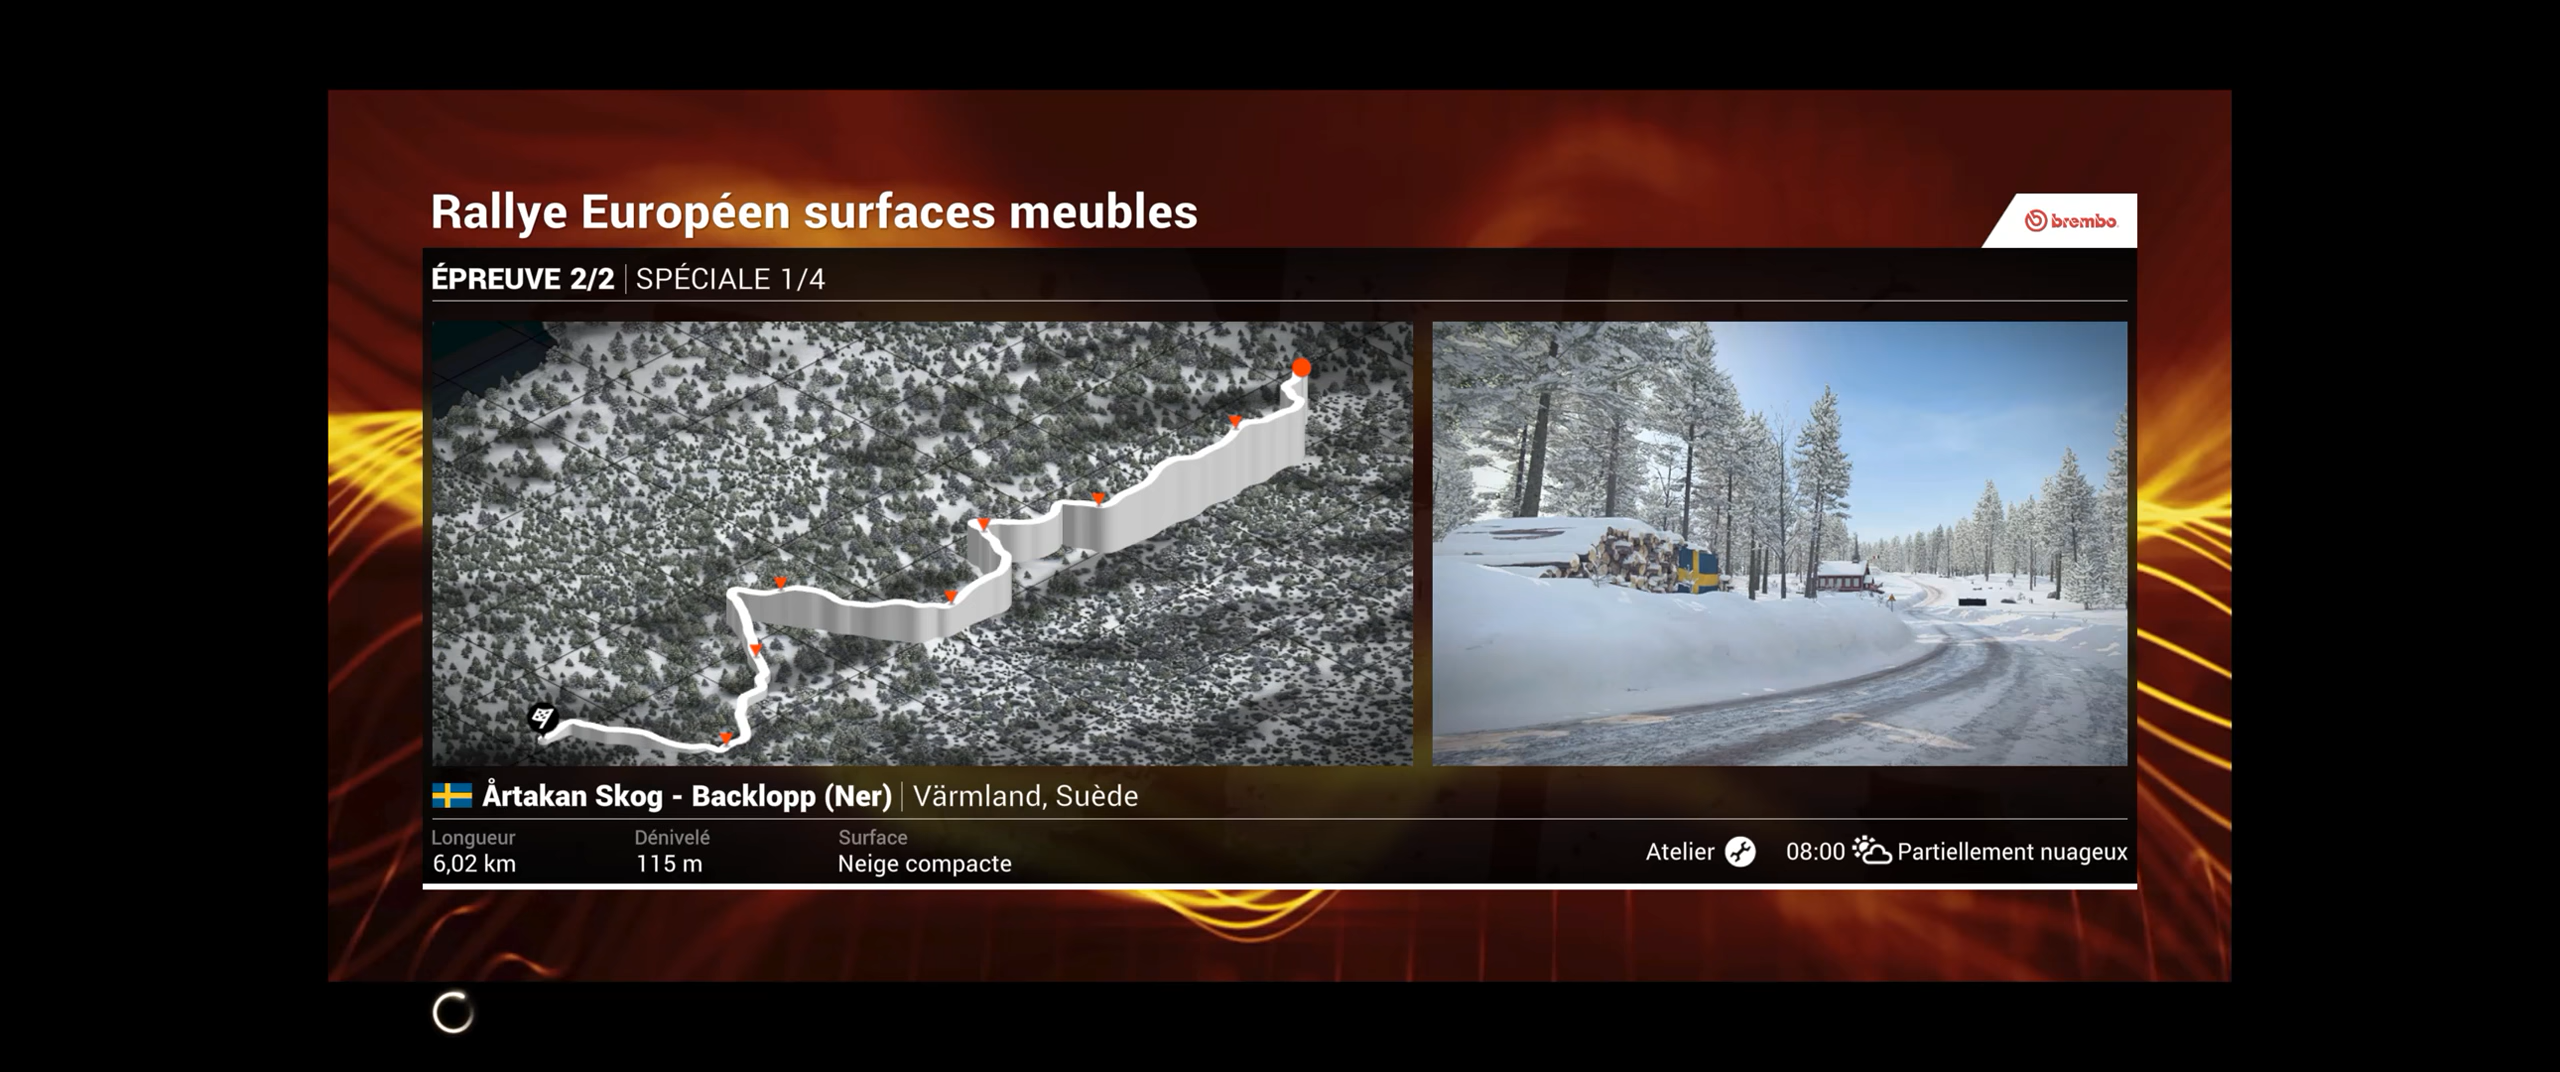 Rallye Européen surfaces meubles
brembo
ÉPREUVE 2/2 | SPÉCIALE 1/4
Årtakan Skog - Backlopp (Ner) | Värmland, Suède
Longueur Dénivelé Surface
6,02 km 115 m Neige compacte
Atelier 08:00 Partiellement nuageux